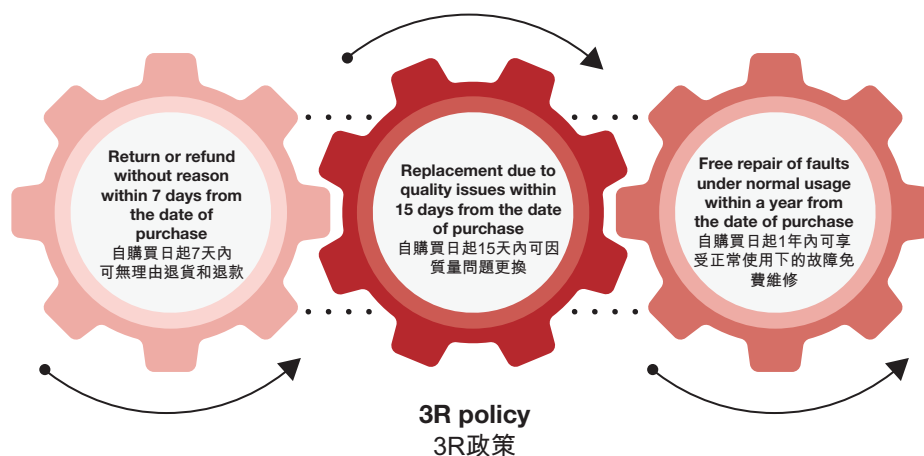 Return or refund
without reason
within 7 days from
the date of
purchase
自購買日起7天內
可無理由退貨和退款
Replacement due to
quality issues within
15 days from the date
of purchase
自購買日起15天內可因
質量問題更換
Free repair of faults
under normal usage
within a year from
the date of purchase
自購買日起1年內可享
受正常使用下的故障免
費維修
3R policy
3R政策